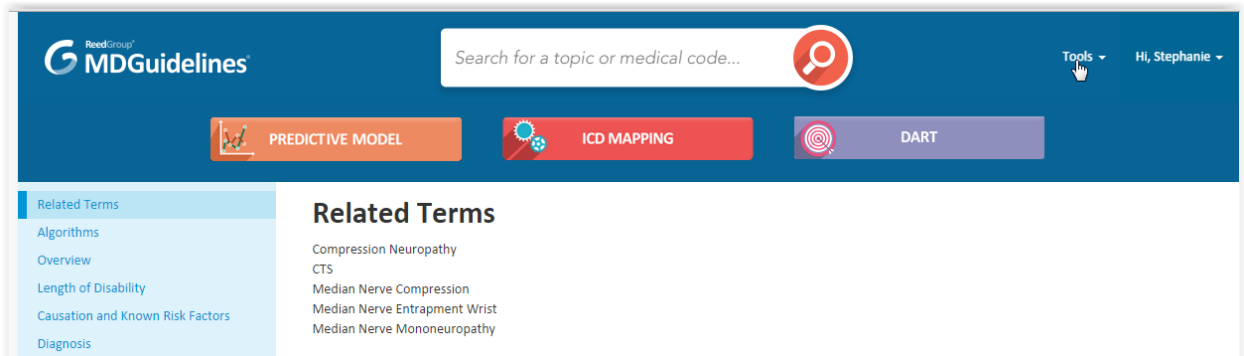 ReedGroup®
MDGuidelines®
Search for a topic or medical code...
Tools
Hi, Stephanie
PREDICTIVE MODEL
ICD MAPPING
DART
Related Terms
Algorithms
Overview
Length of Disability
Causation and Known Risk Factors
Diagnosis
Related Terms
Compression Neuropathy
CTS
Median Nerve Compression
Median Nerve Entrapment Wrist
Median Nerve Mononeuropathy